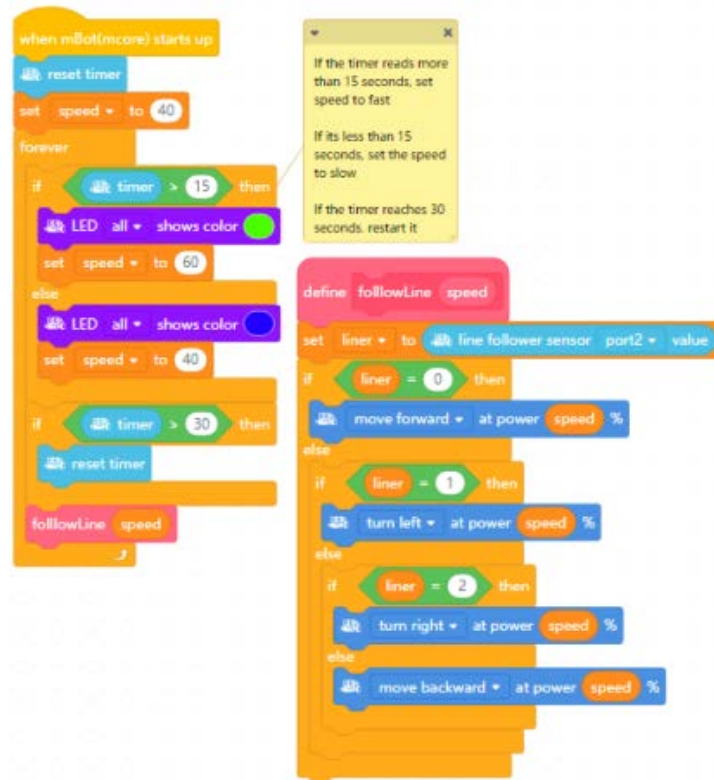 when mBot(mcore) starts up
reset timer
set speed to 40
forever
if timer > 15 then
LED all shows color
set speed to 60
else
LED all shows color
set speed to 40
if timer > 30 then
reset timer
folllowLine speed
If the timer reads more
than 15 seconds, set
speed to fast
If its less than 15
seconds, set the speed
to slow
If the timer reaches 30
seconds, restart it
define folllowLine speed
set liner to line follower sensor port2 value
if liner = 0 then
move forward at power speed %
else
if liner = 1 then
turn left at power speed %
else
if liner = 2 then
turn right at power speed %
else
move backward at power speed %